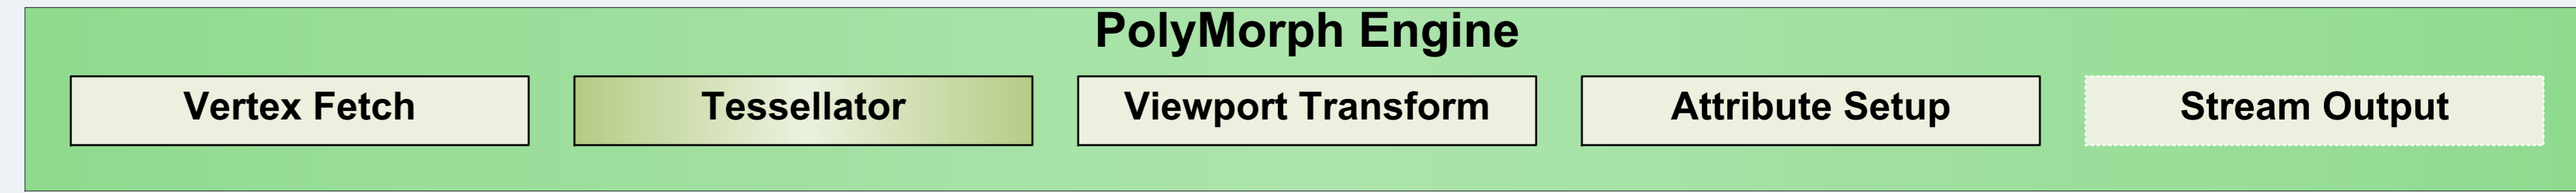 PolyMorph Engine
Vertex Fetch
Tessellator
Viewport Transform
Attribute Setup
Stream Output